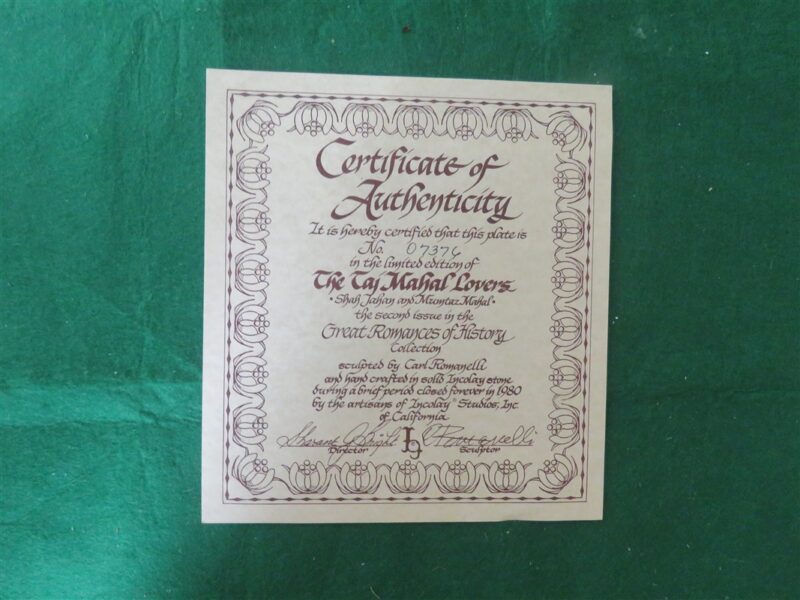 Certificate of
Authenticity
It is hereby certified that this plate is
No. 07376
in the limited edition of
The Taj Mahal Lovers
• Shah Jahan and Mumtaz Mahal •
the second issue in the
Great Romances of History
Collection
sculpted by Carl Romanelli
and hand crafted in solid Incolay stone
during a brief period closed forever in 1980
by the artisans of Incolay® Studios, Inc.
of California
C Romanelli
Director Sculptor